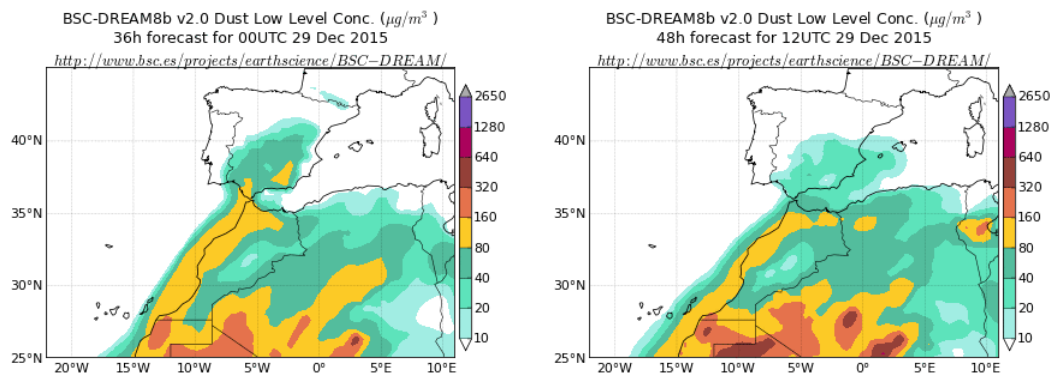 BSC-DREAM8b v2.0 Dust Low Level Conc. (μg/m³ )
36h forecast for 00UTC 29 Dec 2015
http://www.bsc.es/projects/earthscience/BSC−DREAM/
40°N
35°N
30°N
25°N
20°W
15°W
10°W
5°W
0°
5°E
10°E
2650
1280
640
320
160
80
40
20
10
BSC-DREAM8b v2.0 Dust Low Level Conc. (μg/m³ )
48h forecast for 12UTC 29 Dec 2015
http://www.bsc.es/projects/earthscience/BSC−DREAM/
40°N
35°N
30°N
25°N
20°W
15°W
10°W
5°W
0°
5°E
10°E
2650
1280
640
320
160
80
40
20
10